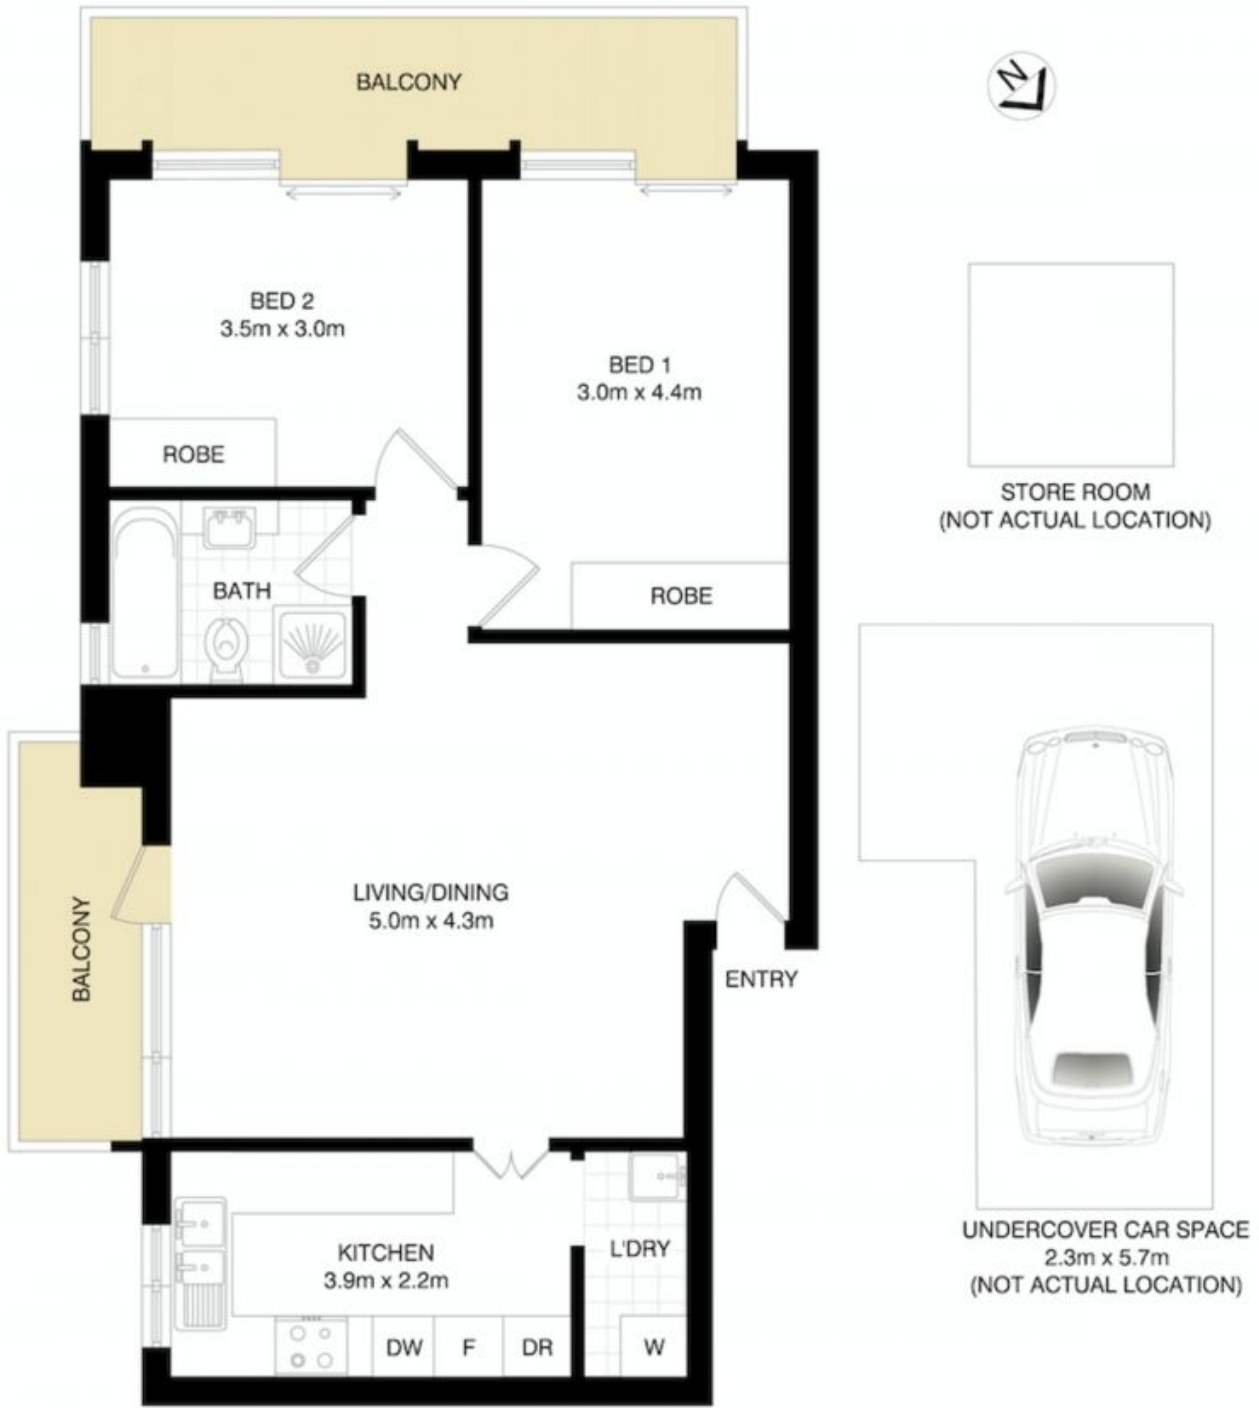 BALCONY
N
BED 2
3.5m x 3.0m
BED 1
3.0m x 4.4m
ROBE
STORE ROOM
(NOT ACTUAL LOCATION)
BATH
ROBE
LIVING/DINING
5.0m x 4.3m
BALCONY
ENTRY
KITCHEN
3.9m x 2.2m
L'DRY
DW
F
DR
W
UNDERCOVER CAR SPACE
2.3m x 5.7m
(NOT ACTUAL LOCATION)